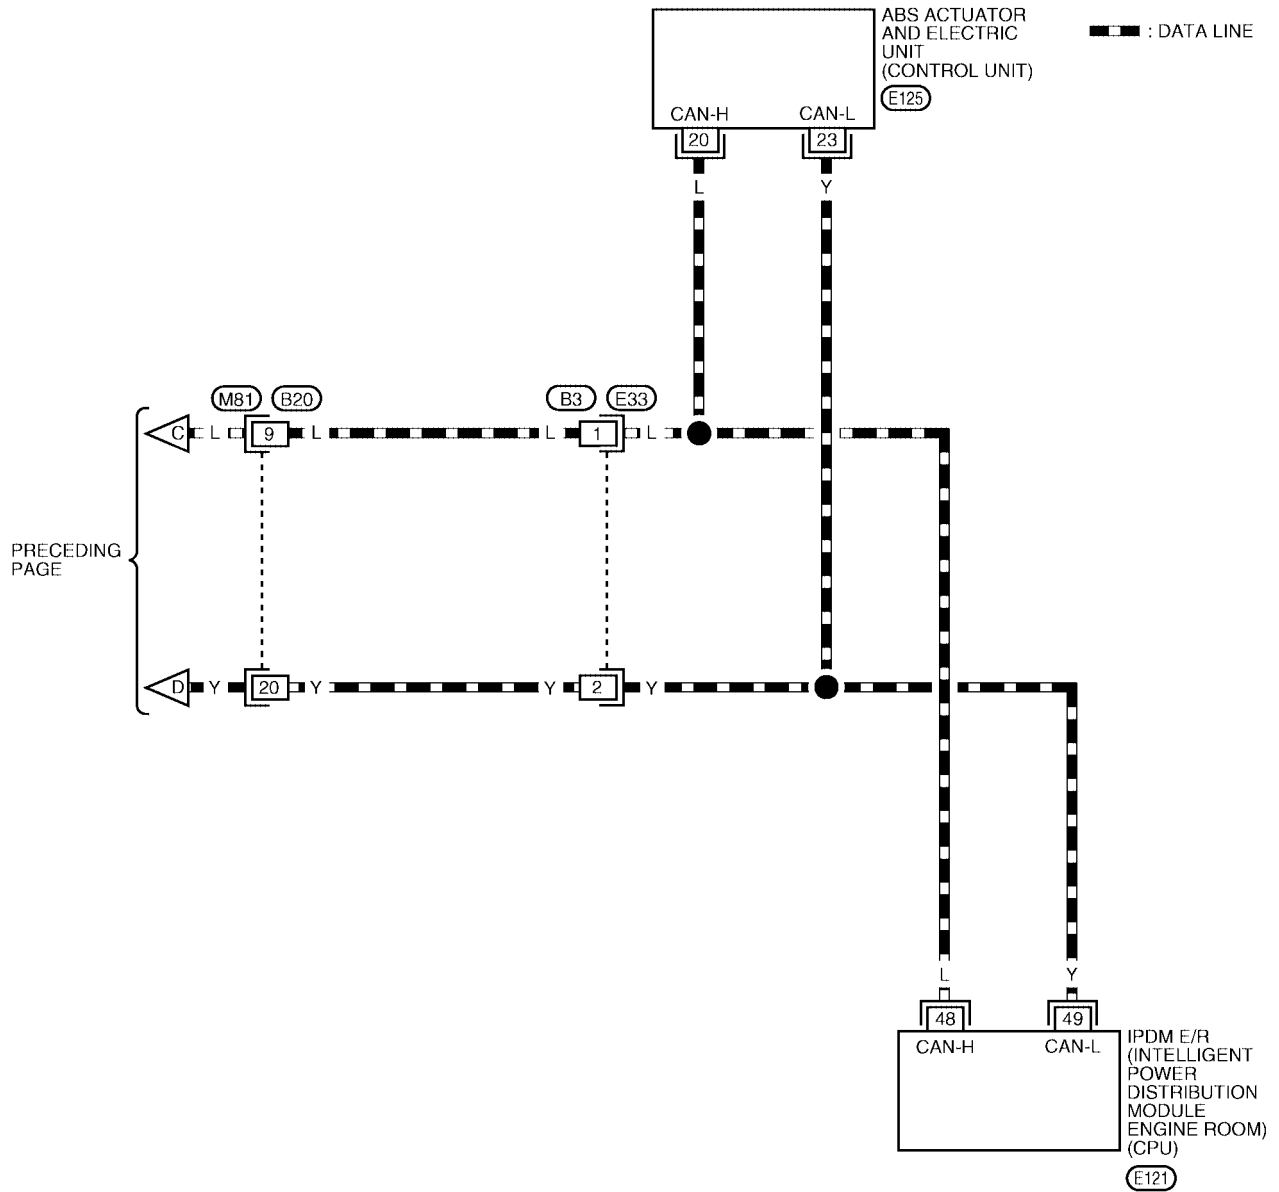 ABS ACTUATOR
AND ELECTRIC
UNIT
(CONTROL UNIT)
E125
: DATA LINE
CAN-H
CAN-L
20
23
L
Y
M81
B20
B3
E33
C
L
9
L
L
1
L
PRECEDING
PAGE
D
Y
20
Y
Y
2
Y
L
Y
48
49
CAN-H
CAN-L
IPDM E/R
(INTELLIGENT
POWER
DISTRIBUTION
MODULE
ENGINE ROOM)
(CPU)
E121